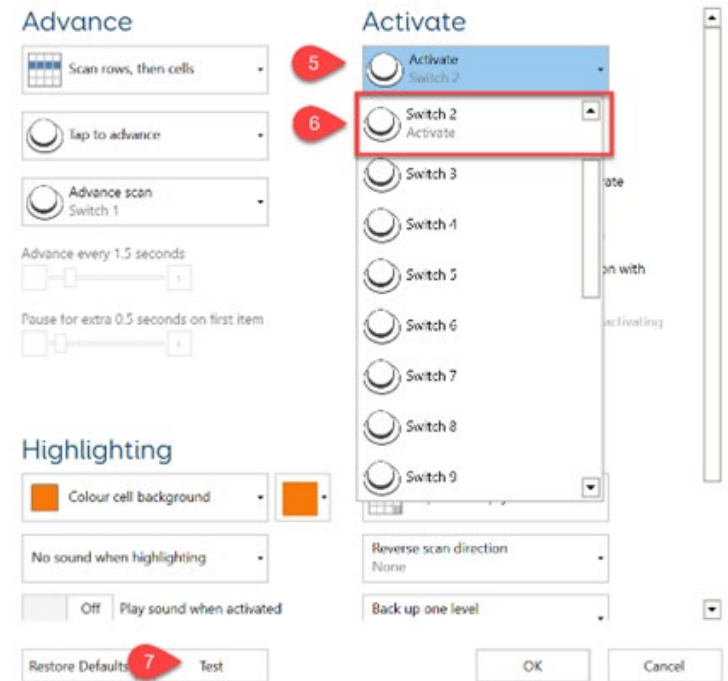 Advance
Scan rows, then cells
Tap to advance
Advance scan
Switch 1
Advance every 1.5 seconds
Pause for extra 0.5 seconds on first item
Activate
5
Activate
Switch 2
6
Switch 2
Activate
Switch 3
Switch 4
Switch 5
Switch 6
Switch 7
Switch 8
Switch 9
ate
on with
activating
Highlighting
Colour cell background
No sound when highlighting
Off Play sound when activated
Reverse scan direction
None
Back up one level
Restore Defaults
7
Test
OK
Cancel